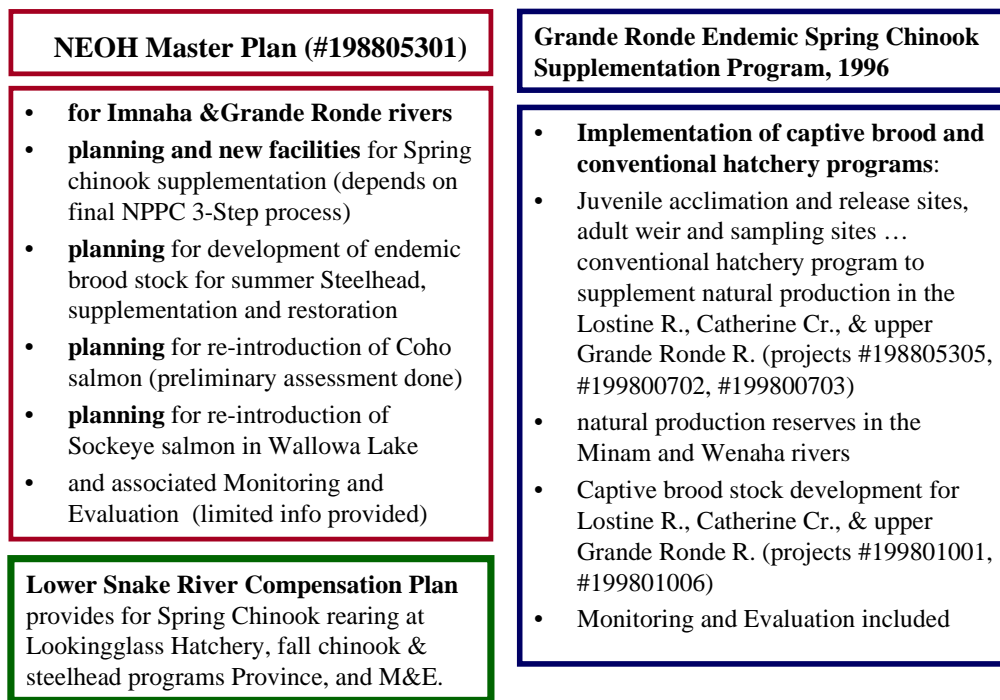 NEOH Master Plan (#198805301)
• for Imnaha &Grande Ronde rivers
• planning and new facilities for Spring
chinook supplementation (depends on
final NPPC 3-Step process)
• planning for development of endemic
brood stock for summer Steelhead,
supplementation and restoration
• planning for re-introduction of Coho
salmon (preliminary assessment done)
• planning for re-introduction of
Sockeye salmon in Wallowa Lake
• and associated Monitoring and
Evaluation (limited info provided)
Lower Snake River Compensation Plan
provides for Spring Chinook rearing at
Lookingglass Hatchery, fall chinook &
steelhead programs Province, and M&E.
Grande Ronde Endemic Spring Chinook
Supplementation Program, 1996
• Implementation of captive brood and
conventional hatchery programs:
• Juvenile acclimation and release sites,
adult weir and sampling sites …
conventional hatchery program to
supplement natural production in the
Lostine R., Catherine Cr., & upper
Grande Ronde R. (projects #198805305,
#199800702, #199800703)
• natural production reserves in the
Minam and Wenaha rivers
• Captive brood stock development for
Lostine R., Catherine Cr., & upper
Grande Ronde R. (projects #199801001,
#199801006)
• Monitoring and Evaluation included